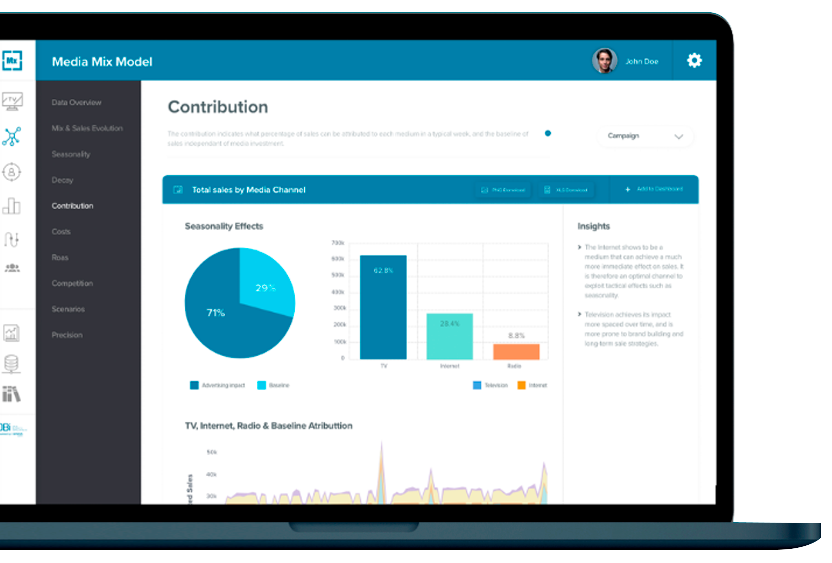 Mx
Media Mix Model
John Doe
TV
Data Overview
Mix & Sales Evolution
Seasonality
Decay
Contribution
Costs
Roas
Competition
Scenarios
Precision
Contribution
The contribution indicates what percentage of sales can be attributed to each medium in a typical week, and the baseline of
sales independent of media investment.
Campaign
Total sales by Media Channel
Add to Dashboard
Seasonality Effects
29%
71%
Advertising impact
Baseline
700k
600k
500k
400k
300k
200k
100k
0
62.8%
28.4%
8.8%
TV
Internet
Radio
Television
Internet
Insights
The Internet shows to be a
medium that can achieve a much
more immediate effect on sales. It
is therefore an optimal channel to
exploit tactical effects such as
seasonality.
Television achieves its impact
more spaced over time, and is
more prone to brand building and
long term sale strategies.
TV, Internet, Radio & Baseline Atributtion
50k
40k
30k
ed Sales